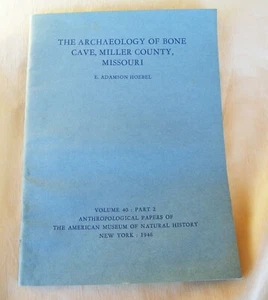 THE ARCHAEOLOGY OF BONE
CAVE, MILLER COUNTY,
MISSOURI
E. ADAMSON HOEBEL
VOLUME 40 : PART 2
ANTHROPOLOGICAL PAPERS OF
THE AMERICAN MUSEUM OF NATURAL HISTORY
NEW YORK : 1946